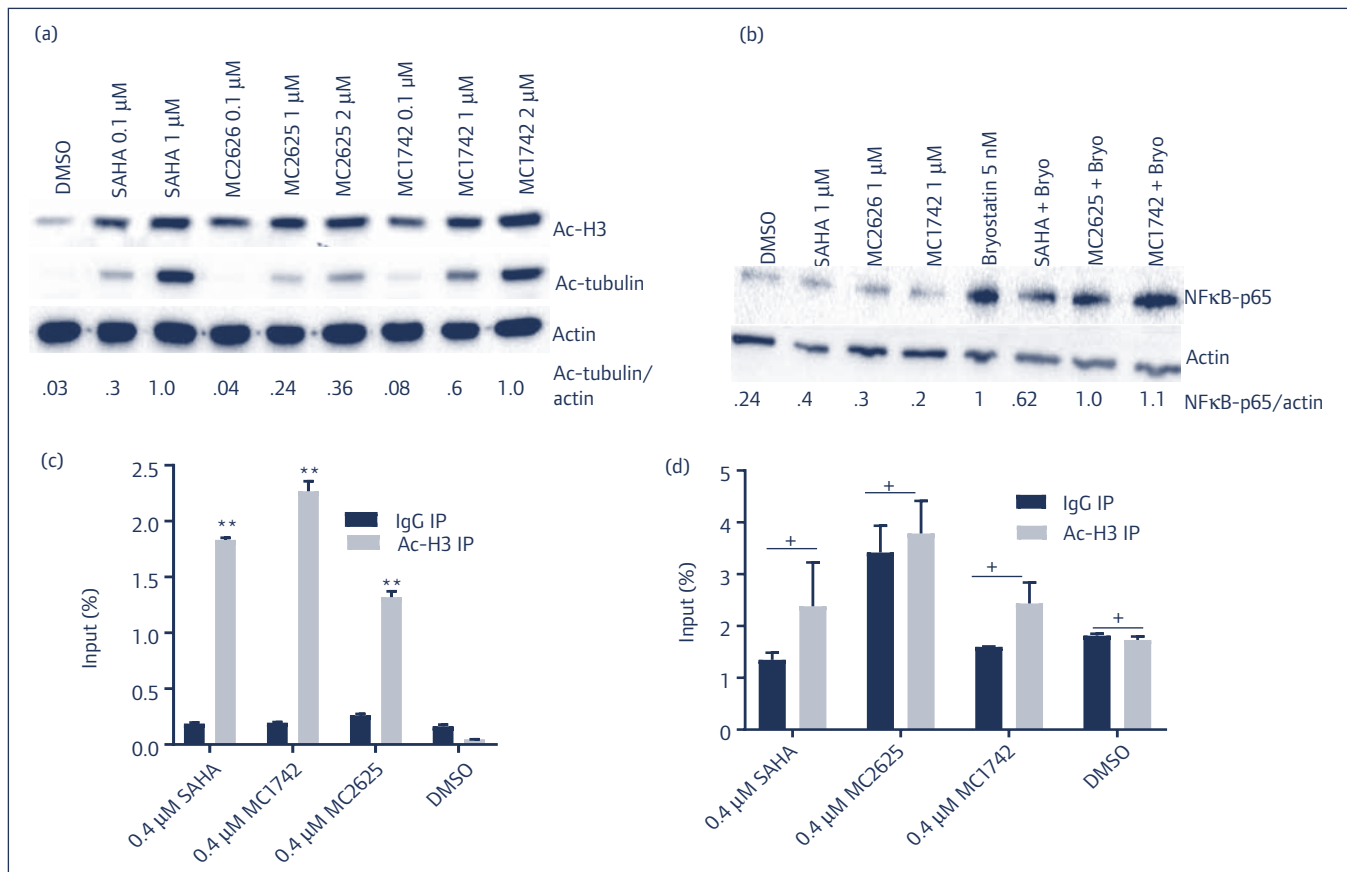 (a)
DMSO
SAHA 0.1 µM
SAHA 1 µM
MC2626 0.1 µM
MC2625 1 µM
MC2625 2 µM
MC1742 0.1 µM
MC1742 1 µM
MC1742 2 µM
Ac-H3
Ac-tubulin
Actin
.03 .3 1.0 .04 .24 .36 .08 .6 1.0
Ac-tubulin/
actin
(b)
DMSO
SAHA 1 µM
MC2626 1 µM
MC1742 1 µM
Bryostatin 5 nM
SAHA + Bryo
MC2625 + Bryo
MC1742 + Bryo
NFκB-p65
Actin
.24 .4 .3 .2 1 .62 1.0 1.1 NFκB-p65/actin
(c)
Input (%)
2.5
2.0
1.5
1.0
0.5
0.0
**
**
**
IgG IP
Ac-H3 IP
0.4 µM SAHA
0.4 µM MC1742
0.4 µM MC2625
DMSO
(d)
Input (%)
5
4
3
2
1
0
+
+
+
+
IgG IP
Ac-H3 IP
0.4 µM SAHA
0.4 µM MC2625
0.4 µM MC1742
DMSO